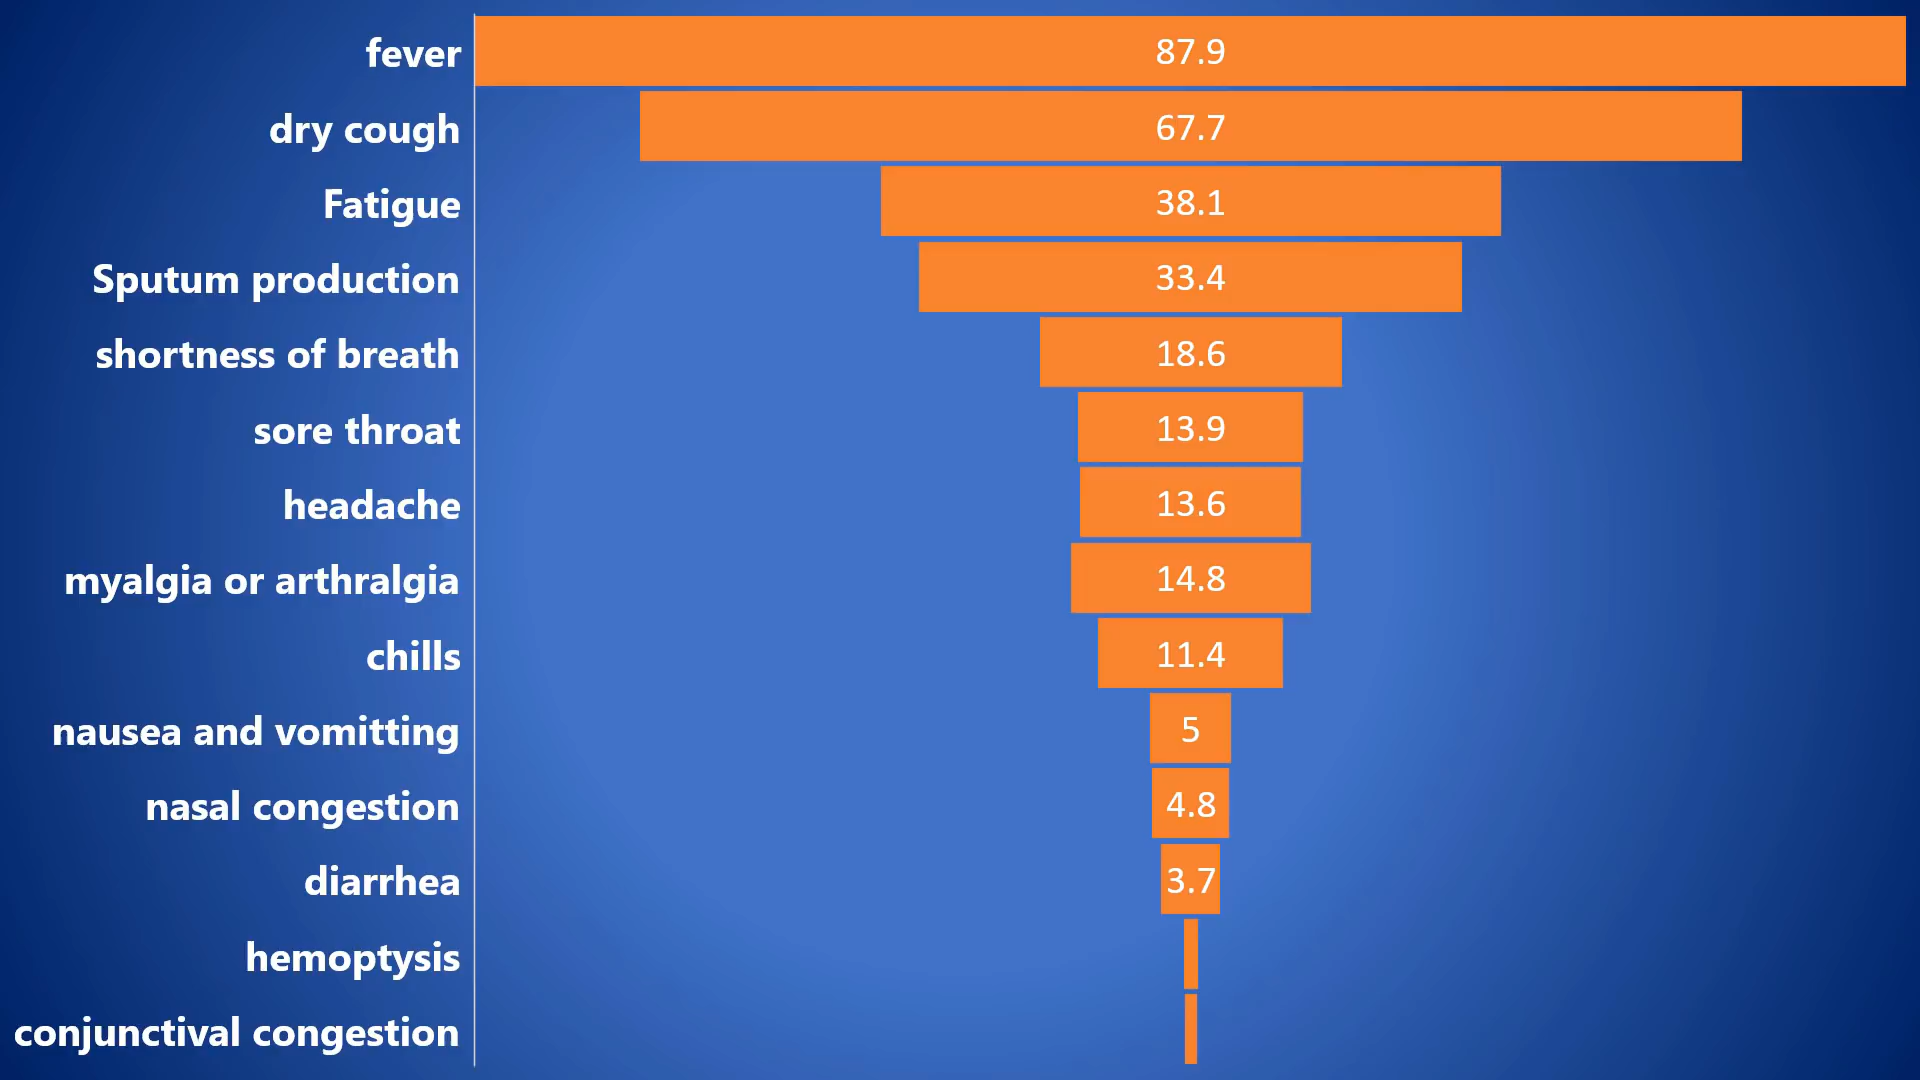 fever 87.9
dry cough 67.7
Fatigue 38.1
Sputum production 33.4
shortness of breath 18.6
sore throat 13.9
headache 13.6
myalgia or arthralgia 14.8
chills 11.4
nausea and vomitting 5
nasal congestion 4.8
diarrhea 3.7
hemoptysis
conjunctival congestion